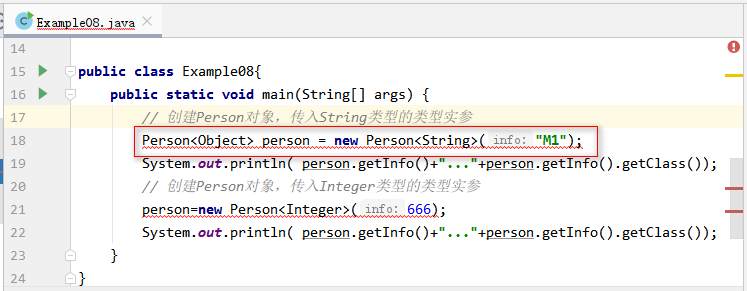 Example08.java
14
15 public class Example08{
16 public static void main(String[] args) {
17 // 创建Person对象，传入String类型的类型实参
18 Person<Object> person = new Person<String>( info: "M1");
19 System.out.println( person.getInfo()+"..."+person.getInfo().getClass());
20 // 创建Person对象，传入Integer类型的类型实参
21 person=new Person<Integer>( info: 666);
22 System.out.println( person.getInfo()+"..."+person.getInfo().getClass());
23 }
24 }